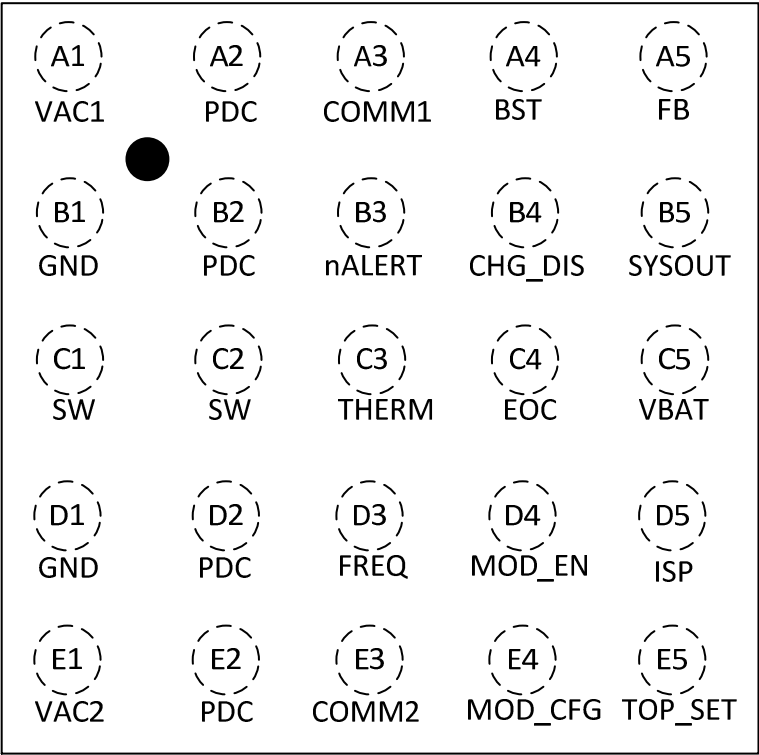 A1 A2 A3 A4 A5
VAC1 PDC COMM1 BST FB
B1 B2 B3 B4 B5
GND PDC nALERT CHG_DIS SYSOUT
C1 C2 C3 C4 C5
SW SW THERM EOC VBAT
D1 D2 D3 D4 D5
GND PDC FREQ MOD_EN ISP
E1 E2 E3 E4 E5
VAC2 PDC COMM2 MOD_CFG TOP_SET